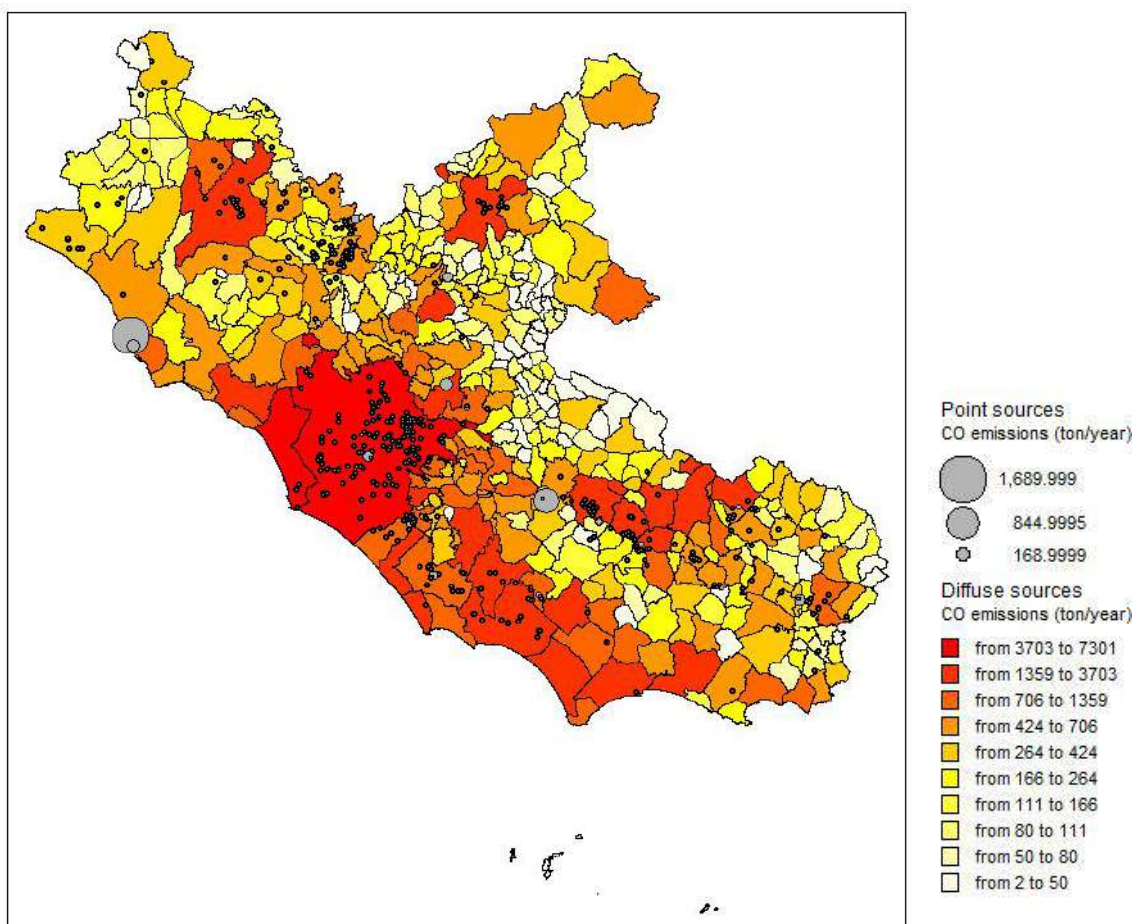 Point sources
CO emissions (ton/year)
1,689.999
844.9995
168.9999
Diffuse sources
CO emissions (ton/year)
from 3703 to 7301
from 1359 to 3703
from 706 to 1359
from 424 to 706
from 264 to 424
from 166 to 264
from 111 to 166
from 80 to 111
from 50 to 80
from 2 to 50